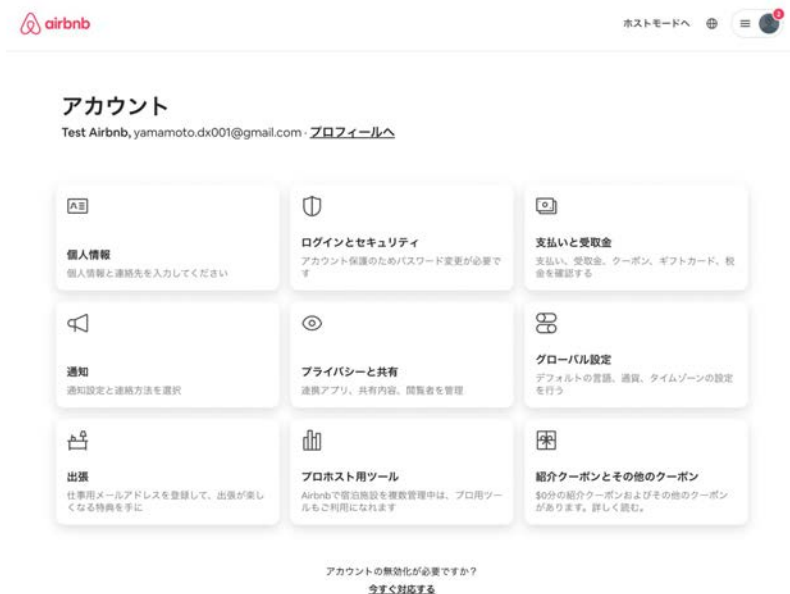 airbnb
ホストモードへ
3
アカウント
Test Airbnb, yamamoto.dx001@gmail.com · プロフィールへ
個人情報
個人情報と連絡先を入力してください
ログインとセキュリティ
アカウント保護のためパスワード変更が必要で
す
支払いと受取金
支払い、受取金、クーポン、ギフトカード、税
金を確認する
通知
通知設定と連絡方法を選択
プライバシーと共有
連携アプリ、共有内容、閲覧者を管理
グローバル設定
デフォルトの言語、通貨、タイムゾーンの設定
を行う
出張
仕事用メールアドレスを登録して、出張が楽し
くなる特典を手に
プロホスト用ツール
Airbnbで宿泊施設を複数管理中は、プロ用ツー
ルもご利用になれます
紹介クーポンとその他のクーポン
$0分の紹介クーポンおよびその他のクーポン
があります。詳しく読む。
アカウントの無効化が必要ですか？
今すぐ対応する